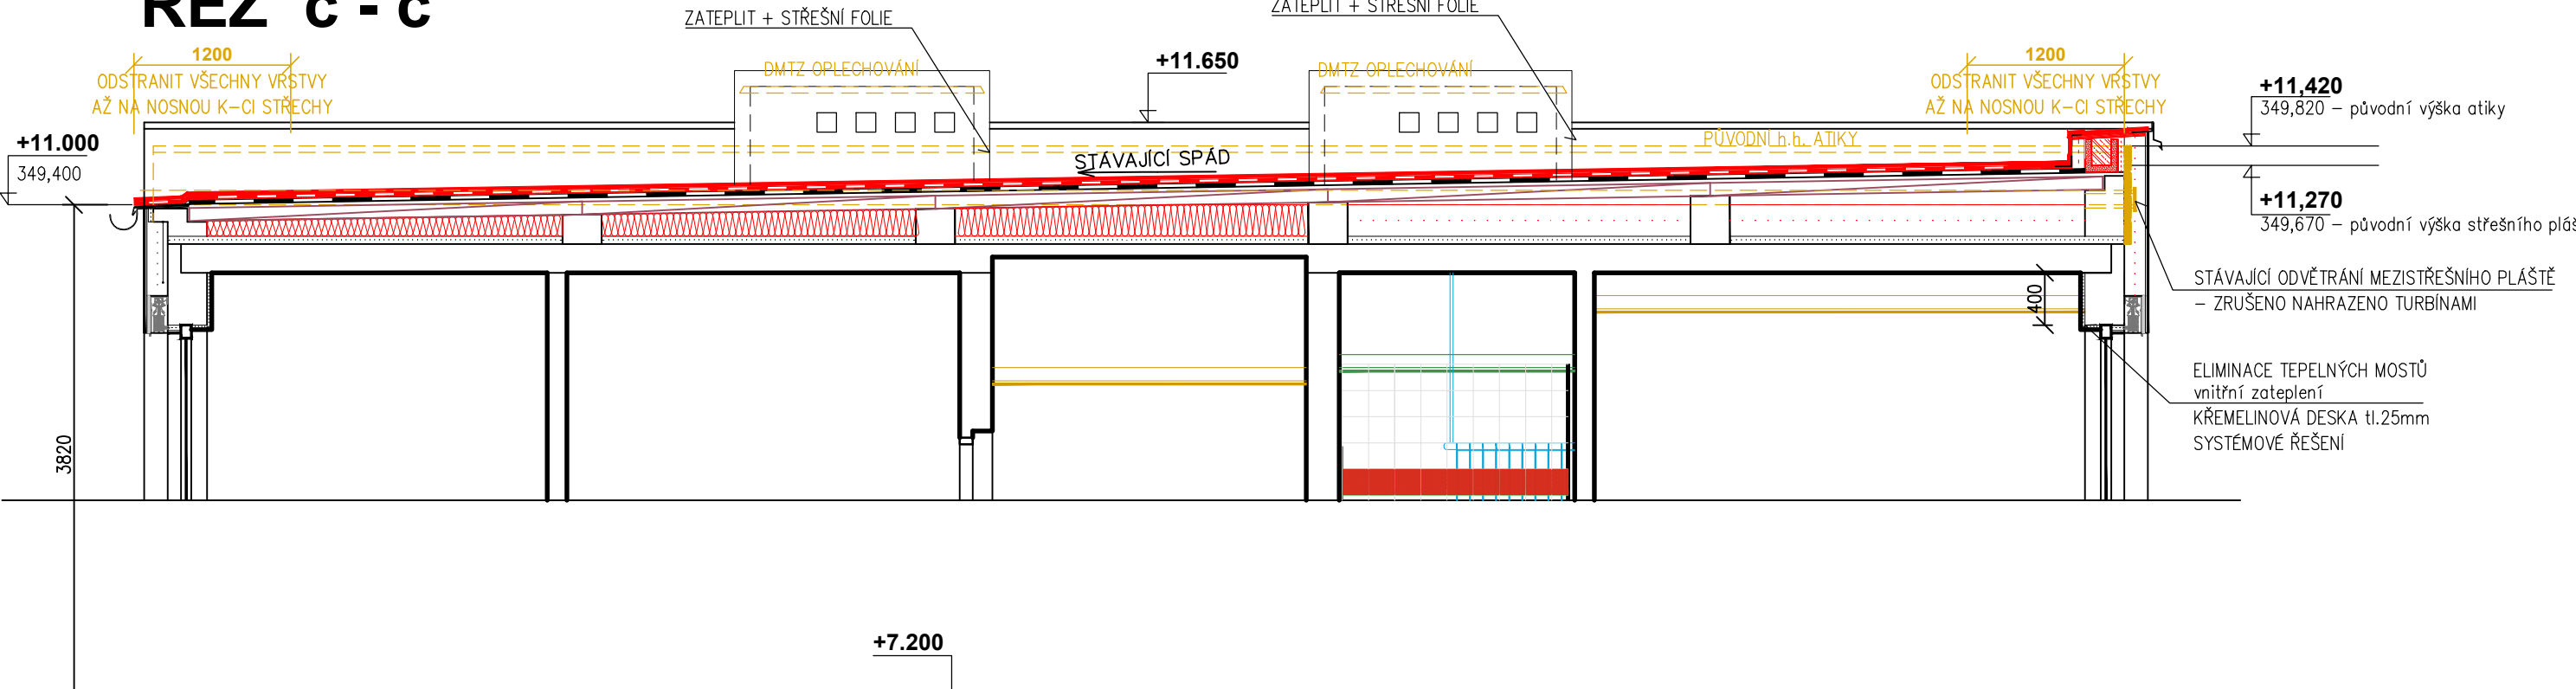 ŘEZ č - č
ZATEPLIT + STŘEŠNÍ FOLIE
ZATEPLIT + STŘEŠNÍ FOLIE
1200
ODSTRANIT VŠECHNY VRSTVY
AŽ NA NOSNOU K-CI STŘECHY
DMTZ OPLECHOVÁNÍ
+11.650
DMTZ OPLECHOVÁNÍ
1200
ODSTRANIT VŠECHNY VRSTVY
AŽ NA NOSNOU K-CI STŘECHY
+11,420
349,820 - původní výška atiky
+11.000
349,400
STÁVAJÍCÍ SPÁD
PŮVODNÍ h.h. ATIKY
+11,270
349,670 - původní výška střešního
STÁVAJÍCÍ ODVĚTRÁNÍ MEZISTŘEŠNÍHO PLÁŠTĚ
- ZRUŠENO NAHRAZENO TURBÍNAMI
400
ELIMINACE TEPELNÝCH MOSTŮ
vnitřní zateplení
KŘEMELINOVÁ DESKA tl.25mm
SYSTÉMOVÉ ŘEŠENÍ
3820
+7.200